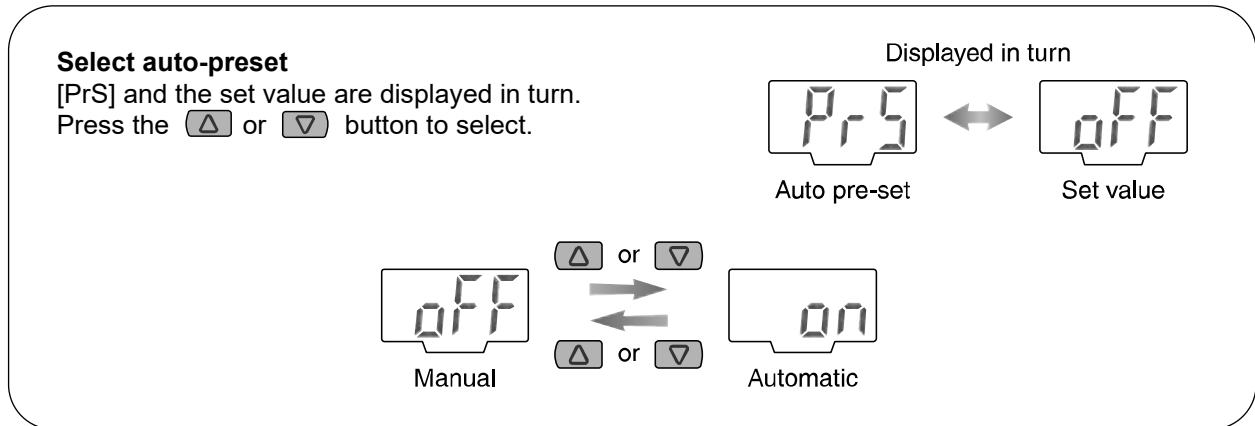 Select auto-preset
[PrS] and the set value are displayed in turn.
Press the △ or ▽ button to select.
Displayed in turn
PrS
oFF
Auto pre-set
Set value
△ or ▽
oFF
on
△ or ▽
Manual
Automatic